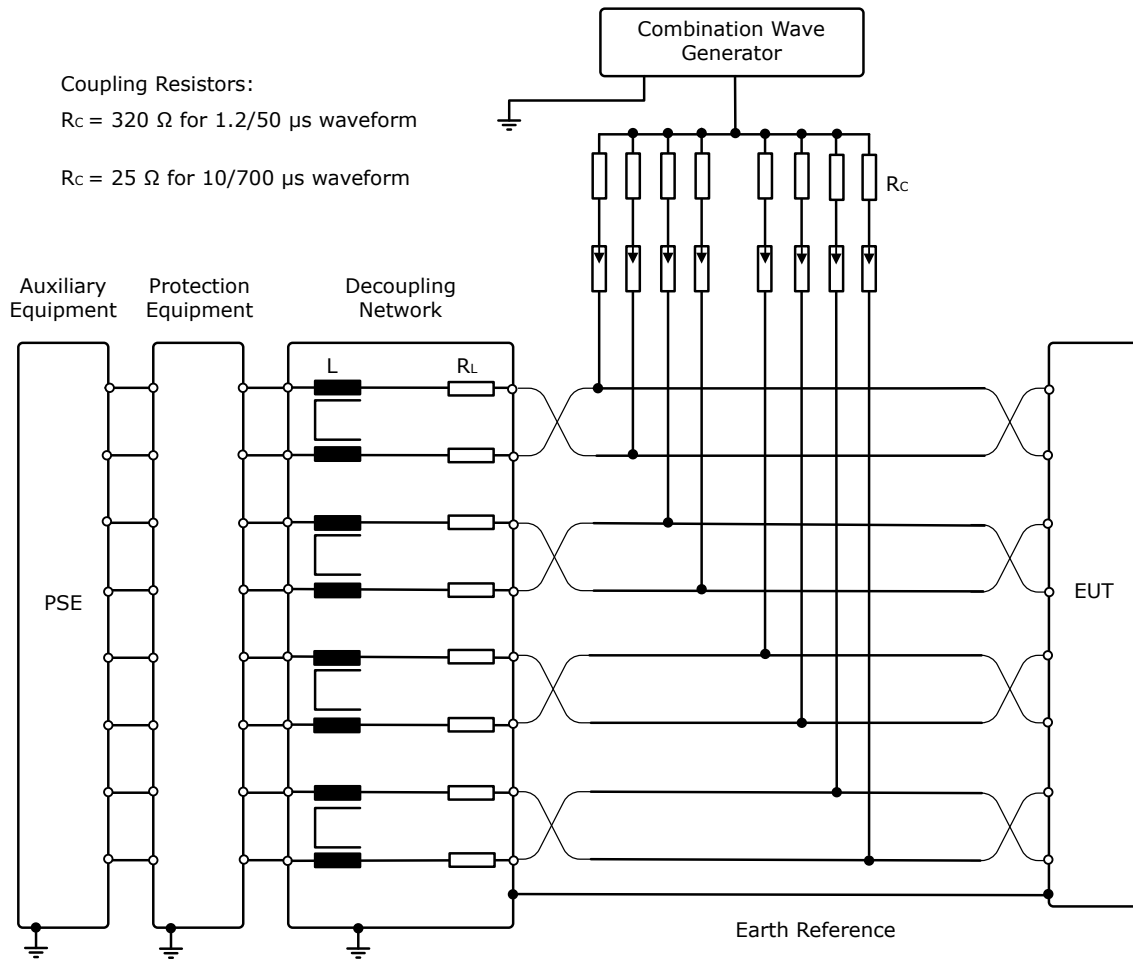 Combination Wave
Generator
Coupling Resistors:
RC = 320 Ω for 1.2/50 μs waveform
RC = 25 Ω for 10/700 μs waveform
RC
Auxiliary
Equipment
Protection
Equipment
Decoupling
Network
L
RL
PSE
EUT
Earth Reference